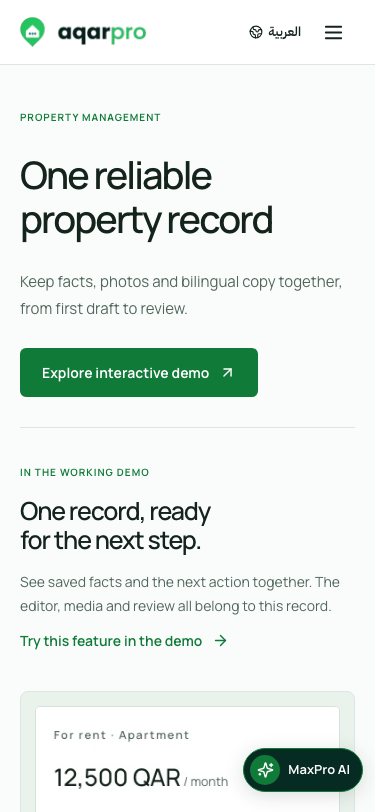 aqarpro
العربية
PROPERTY MANAGEMENT
One reliable
property record
Keep facts, photos and bilingual copy together,
from first draft to review.
Explore interactive demo
IN THE WORKING DEMO
One record, ready
for the next step.
See saved facts and the next action together. The
editor, media and review all belong to this record.
Try this feature in the demo
For rent · Apartment
12,500 QAR / month
MaxPro AI